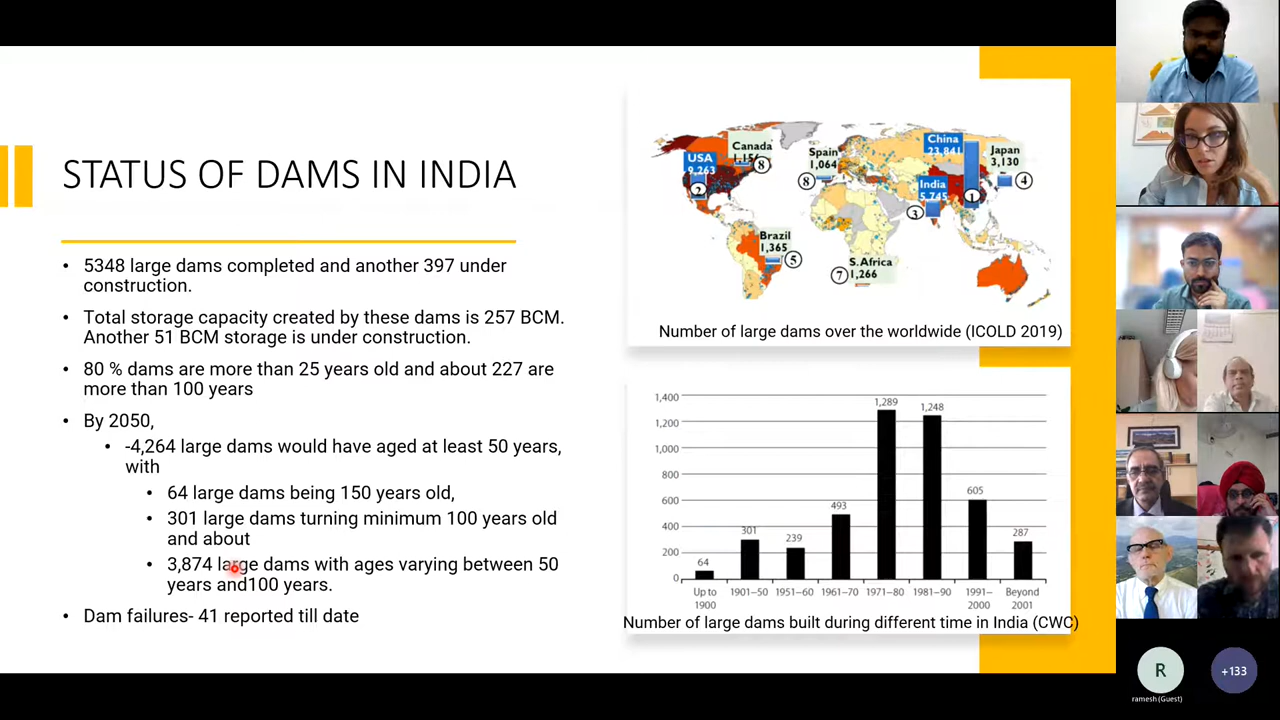 STATUS OF DAMS IN INDIA
• 5348 large dams completed and another 397 under
construction.
• Total storage capacity created by these dams is 257 BCM.
Another 51 BCM storage is under construction.
• 80 % dams are more than 25 years old and about 227 are
more than 100 years
• By 2050,
• -4,264 large dams would have aged at least 50 years,
with
• 64 large dams being 150 years old,
• 301 large dams turning minimum 100 years old
and about
• 3,874 large dams with ages varying between 50
years and100 years.
• Dam failures- 41 reported till date
Canada
1,156
8
USA
9,263
2
Spain
1,064
8
China
23,841
1
Japan
3,130
4
India
5,745
3
Brazil
1,365
5
S.Africa
1,266
7
Number of large dams over the worldwide (ICOLD 2019)
1,400
1,200
1,000
800
600
400
200
0
64
301
239
493
1,289
1,248
605
287
Up to
1900
1901–50
1951–60
1961–70
1971–80
1981–90
1991–
2000
Beyond
2001
Number of large dams built during different time in India (CWC)
R
ramesh (Guest)
+133